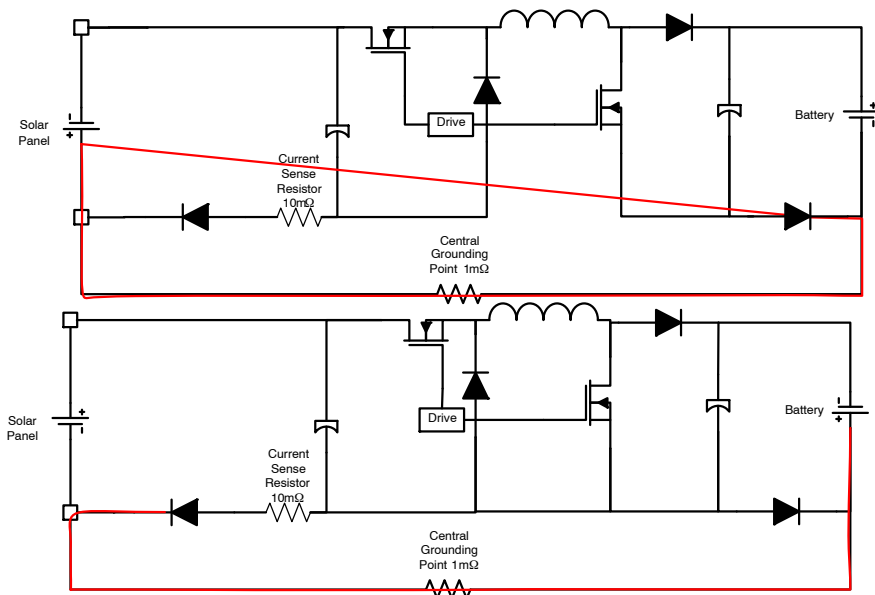 Solar
Panel
Drive
Battery
Current
Sense
Resistor
10mΩ
Central
Grounding
Point 1mΩ
Solar
Panel
Drive
Battery
Current
Sense
Resistor
10mΩ
Central
Grounding
Point 1mΩ